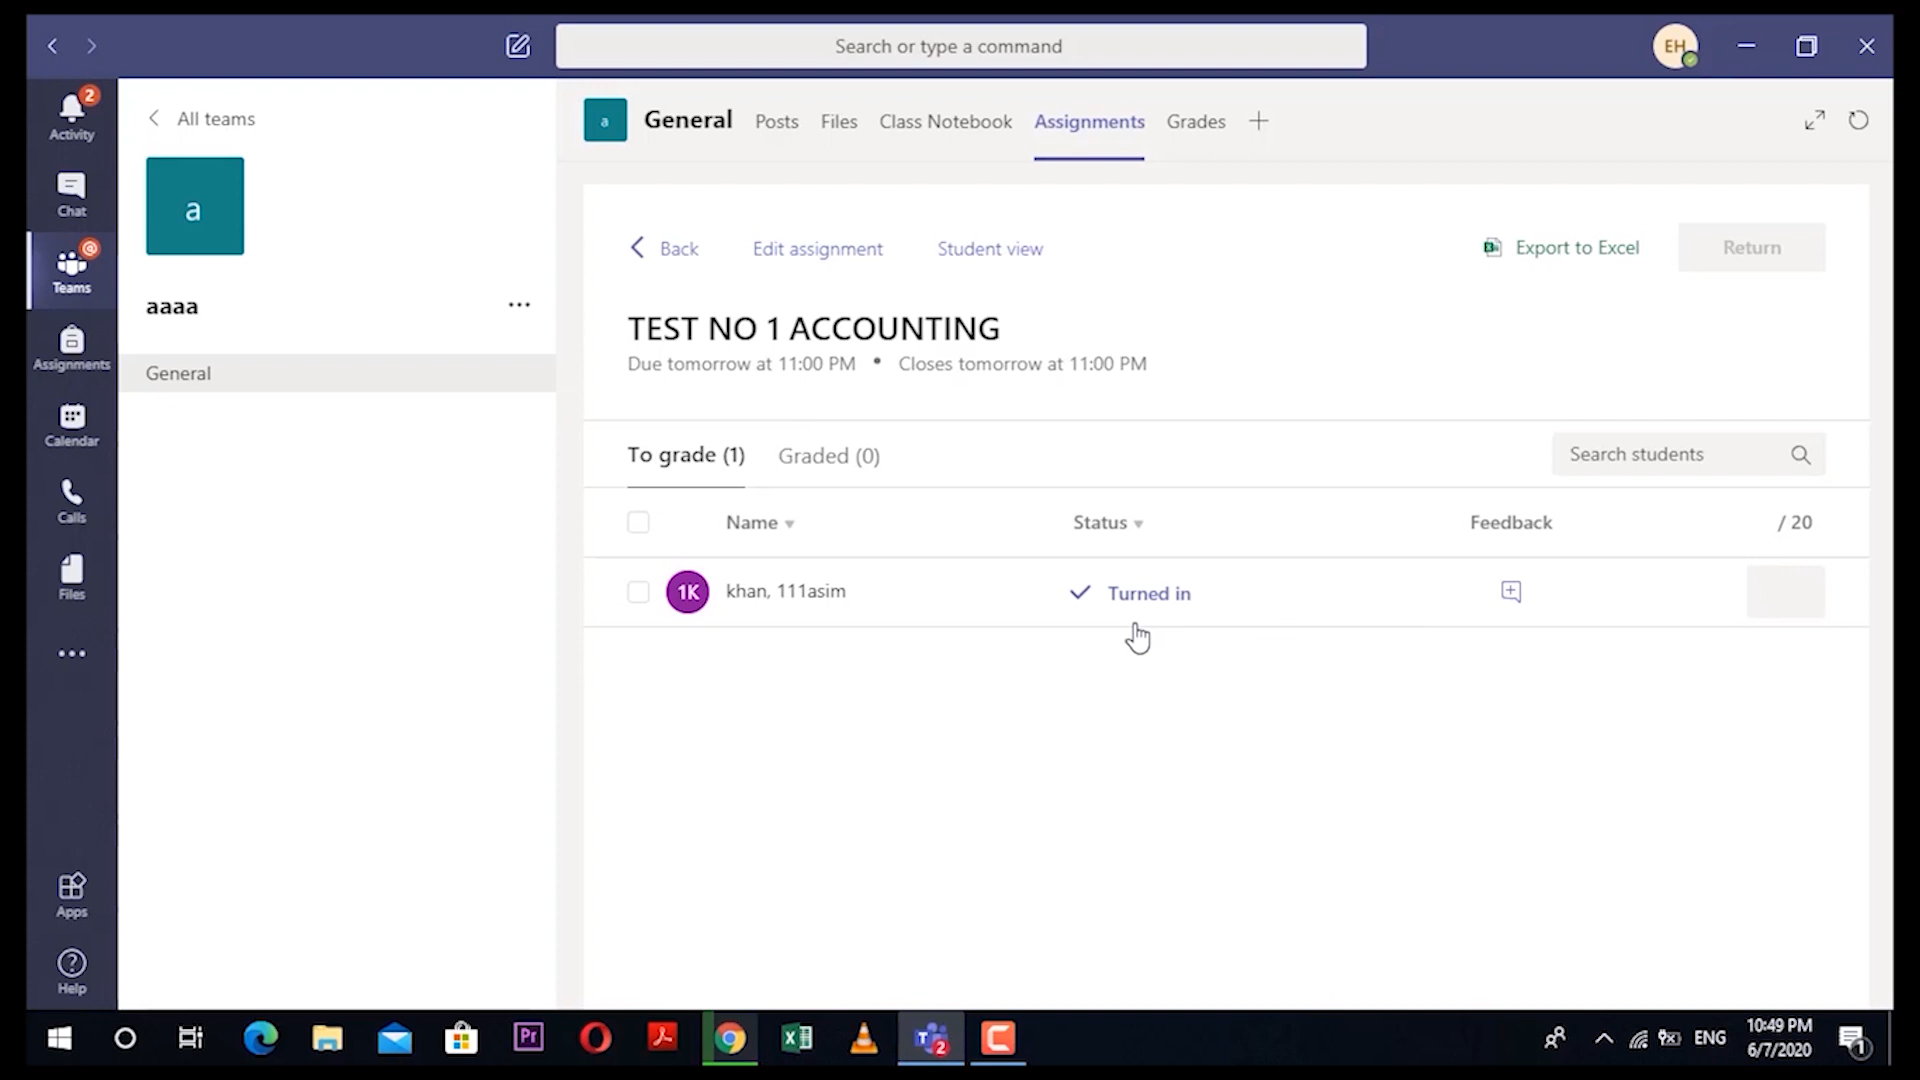 Search or type a command
EH
2
Activity
Chat
@
Teams
Assignments
Calendar
Calls
Files
Apps
Help
All teams
a
aaaa
General
a
General
Posts
Files
Class Notebook
Assignments
Grades
Back
Edit assignment
Student view
Export to Excel
Return
TEST NO 1 ACCOUNTING
Due tomorrow at 11:00 PM • Closes tomorrow at 11:00 PM
To grade (1)
Graded (0)
Search students
Name
Status
Feedback
/ 20
1K
khan, 111asim
Turned in
Pr
T
2
ENG
10:49 PM
6/7/2020
1